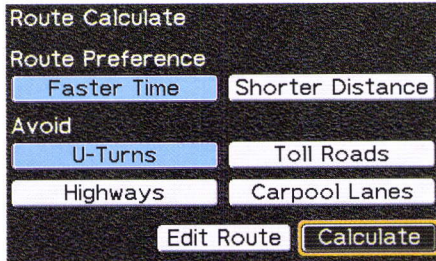 Route Calculate
Route Preference
Faster Time Shorter Distance
Avoid
U-Turns Toll Roads
Highways Carpool Lanes
Edit Route Calculate